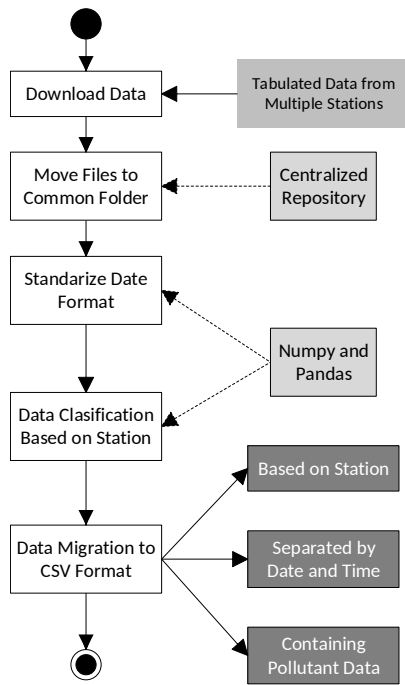 Download Data
Tabulated Data from
Multiple Stations
Move Files to
Common Folder
Centralized
Repository
Standarize Date
Format
Numpy and
Pandas
Data Clasification
Based on Station
Based on Station
Data Migration to
CSV Format
Separated by
Date and Time
Containing
Pollutant Data